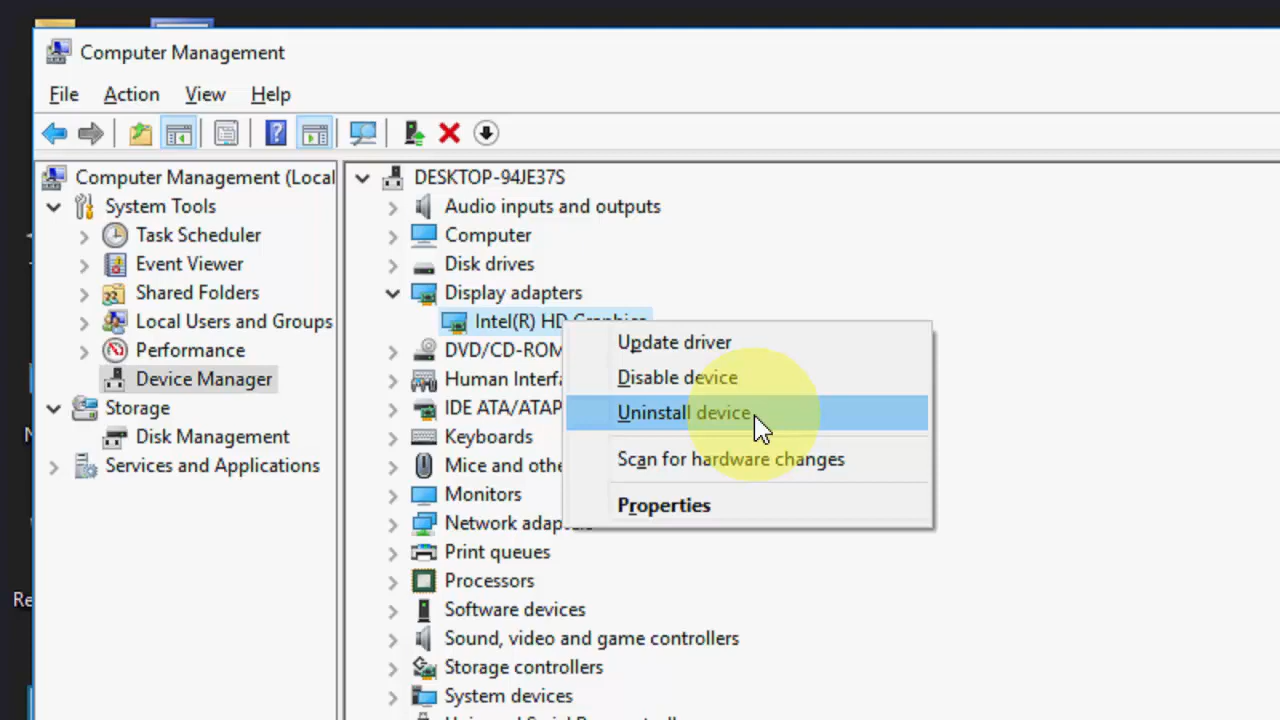 Computer Management
File Action View Help
Computer Management (Local
System Tools
Task Scheduler
Event Viewer
Shared Folders
Local Users and Groups
Performance
Device Manager
Storage
Disk Management
Services and Applications
DESKTOP-94JE37S
Audio inputs and outputs
Computer
Disk drives
Display adapters
Intel(R) HD Graphics
DVD/CD-ROM
Human Interfa
IDE ATA/ATAP
Keyboards
Mice and othe
Monitors
Network adapt
Print queues
Processors
Software devices
Sound, video and game controllers
Storage controllers
System devices
Update driver
Disable device
Uninstall device
Scan for hardware changes
Properties
Re